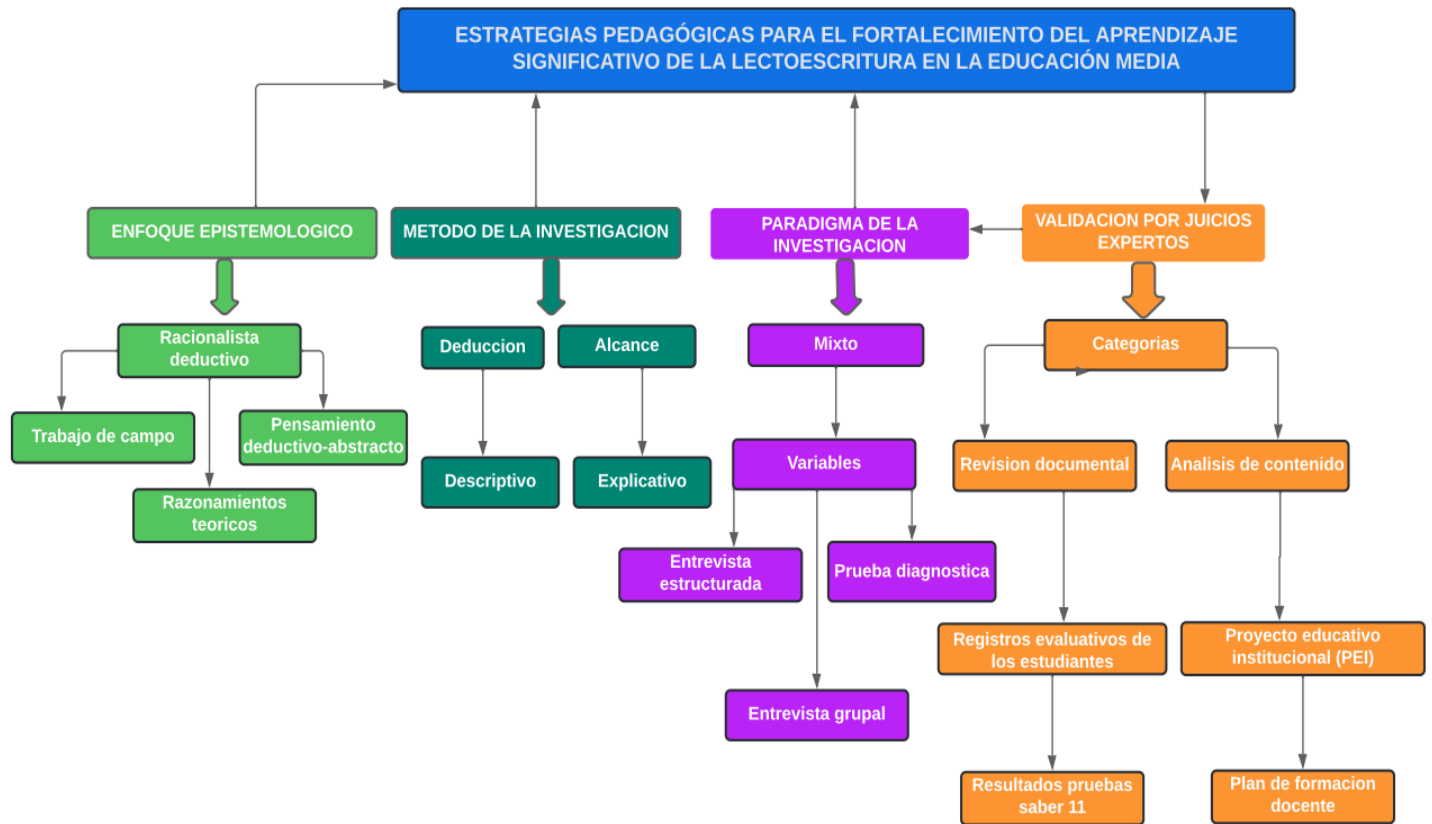 ESTRATEGIAS PEDAGÓGICAS PARA EL FORTALECIMIENTO DEL APRENDIZAJE
SIGNIFICATIVO DE LA LECTOESCRITURA EN LA EDUCACIÓN MEDIA
ENFOQUE EPISTEMOLOGICO
METODO DE LA INVESTIGACION
PARADIGMA DE LA
INVESTIGACION
VALIDACION POR JUICIOS
EXPERTOS
Racionalista
deductivo
Deduccion
Alcance
Mixto
Categorias
Trabajo de campo
Pensamiento
deductivo-abstracto
Razonamientos
teoricos
Descriptivo
Explicativo
Variables
Revision documental
Analisis de contenido
Entrevista
estructurada
Prueba diagnostica
Entrevista grupal
Registros evaluativos de
los estudiantes
Proyecto educativo
institucional (PEI)
Resultados pruebas
saber 11
Plan de formacion
docente